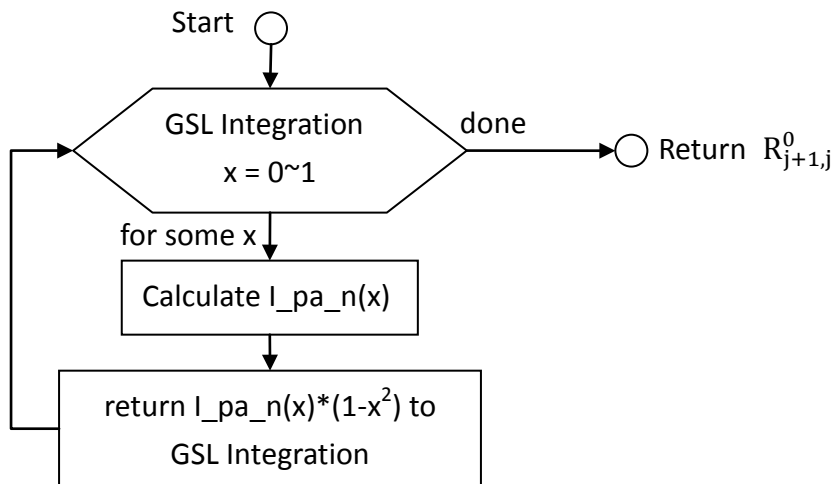 Start
GSL Integration
x = 0~1
done
Return R⁰ⱼ₊₁,ⱼ
for some x
Calculate I_pa_n(x)
return I_pa_n(x)*(1-x²) to
GSL Integration